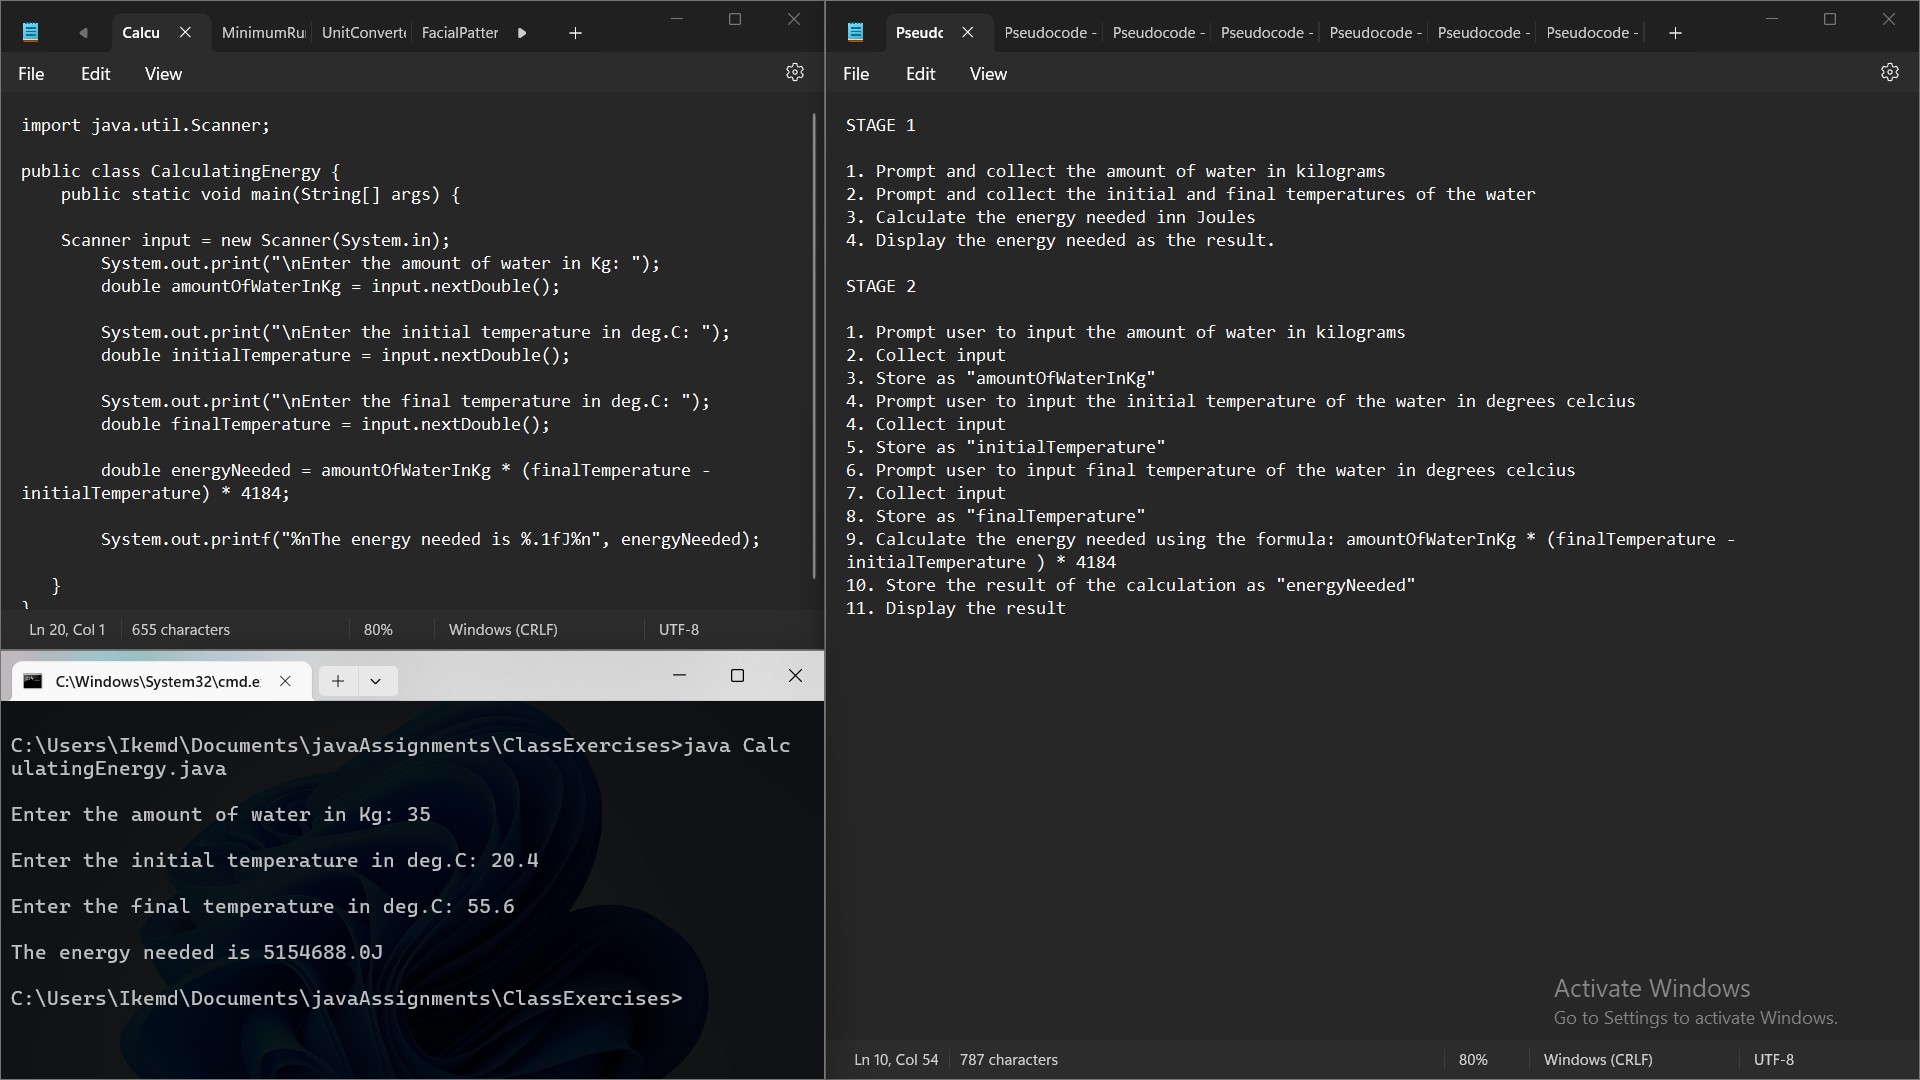 Calcu
MinimumRu
UnitConverte
FacialPatter
File
Edit
View
import java.util.Scanner;
public class CalculatingEnergy {
public static void main(String[] args) {
Scanner input = new Scanner(System.in);
System.out.print("\nEnter the amount of water in Kg: ");
double amountOfWaterInKg = input.nextDouble();
System.out.print("\nEnter the initial temperature in deg.C: ");
double initialTemperature = input.nextDouble();
System.out.print("\nEnter the final temperature in deg.C: ");
double finalTemperature = input.nextDouble();
double energyNeeded = amountOfWaterInKg * (finalTemperature -
initialTemperature) * 4184;
System.out.printf("%nThe energy needed is %.1fJ%n", energyNeeded);
}
}
Ln 20, Col 1
655 characters
80%
Windows (CRLF)
UTF-8
C:\Windows\System32\cmd.e
C:\Users\Ikemd\Documents\javaAssignments\ClassExercises>java Calc
ulatingEnergy.java
Enter the amount of water in Kg: 35
Enter the initial temperature in deg.C: 20.4
Enter the final temperature in deg.C: 55.6
The energy needed is 5154688.0J
C:\Users\Ikemd\Documents\javaAssignments\ClassExercises>
Pseudc
Pseudocode -
Pseudocode -
Pseudocode -
Pseudocode -
Pseudocode -
Pseudocode -
File
Edit
View
STAGE 1
1. Prompt and collect the amount of water in kilograms
2. Prompt and collect the initial and final temperatures of the water
3. Calculate the energy needed inn Joules
4. Display the energy needed as the result.
STAGE 2
1. Prompt user to input the amount of water in kilograms
2. Collect input
3. Store as "amountOfWaterInKg"
4. Prompt user to input the initial temperature of the water in degrees celcius
4. Collect input
5. Store as "initialTemperature"
6. Prompt user to input final temperature of the water in degrees celcius
7. Collect input
8. Store as "finalTemperature"
9. Calculate the energy needed using the formula: amountOfWaterInKg * (finalTemperature -
initialTemperature ) * 4184
10. Store the result of the calculation as "energyNeeded"
11. Display the result
Activate Windows
Go to Settings to activate Windows.
Ln 10, Col 54
787 characters
80%
Windows (CRLF)
UTF-8